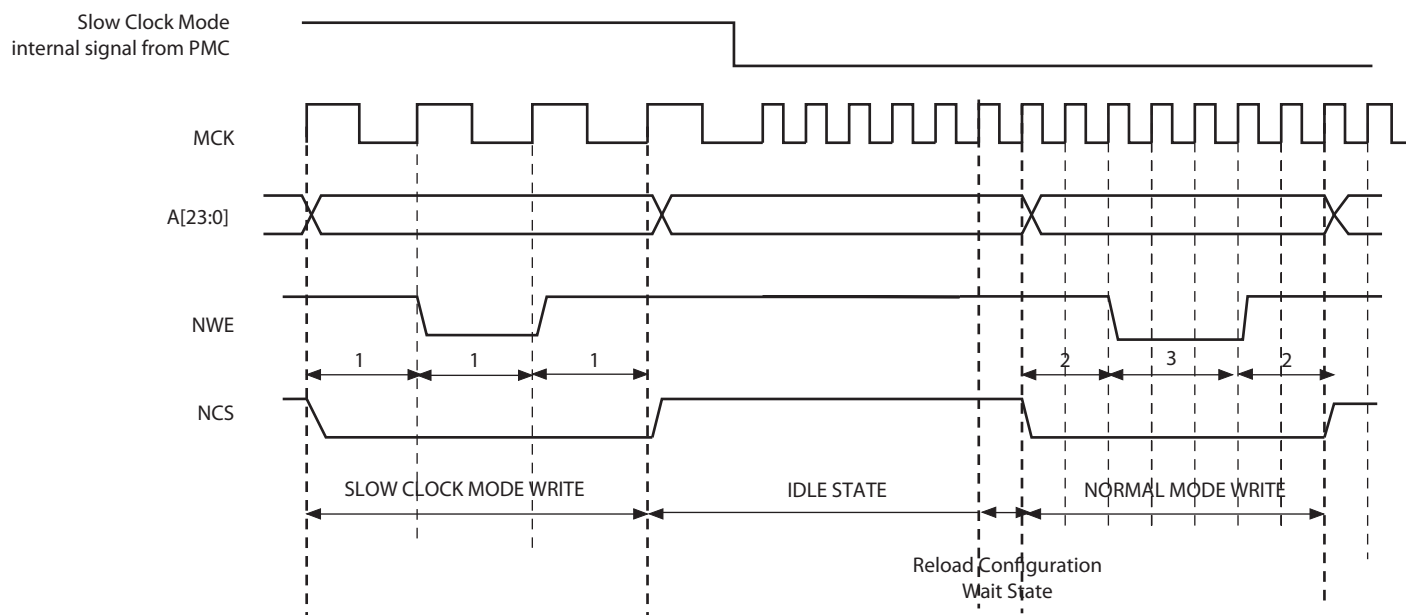 Slow Clock Mode
internal signal from PMC
MCK
A[23:0]
NWE
1 1 1 2 3 2
NCS
SLOW CLOCK MODE WRITE IDLE STATE NORMAL MODE WRITE
Reload Configuration
Wait State